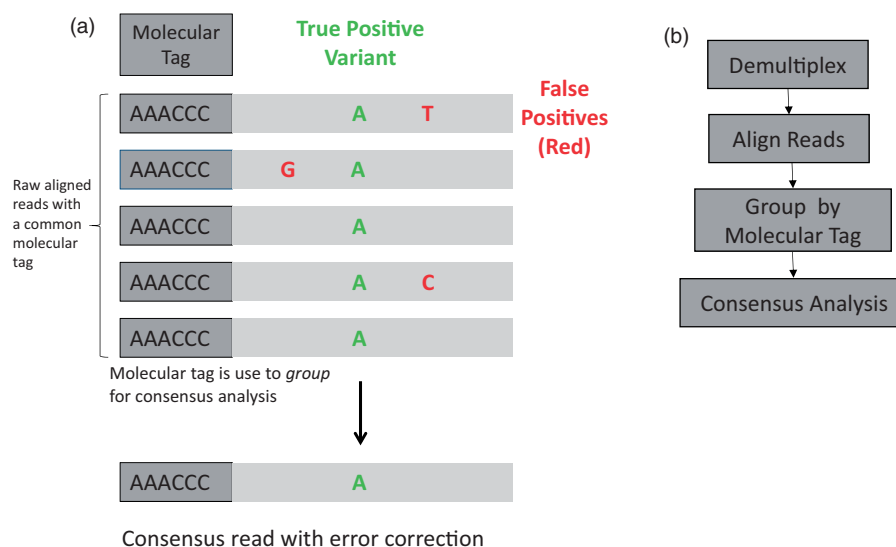 (a)
Molecular
Tag
True Positive
Variant
AAACCC
A
T
False
Positives
(Red)
AAACCC
G
A
Raw aligned
reads with
a common
molecular
tag
AAACCC
A
AAACCC
A
C
AAACCC
A
Molecular tag is use to group
for consensus analysis
AAACCC
A
Consensus read with error correction
(b)
Demultiplex
Align Reads
Group by
Molecular Tag
Consensus Analysis